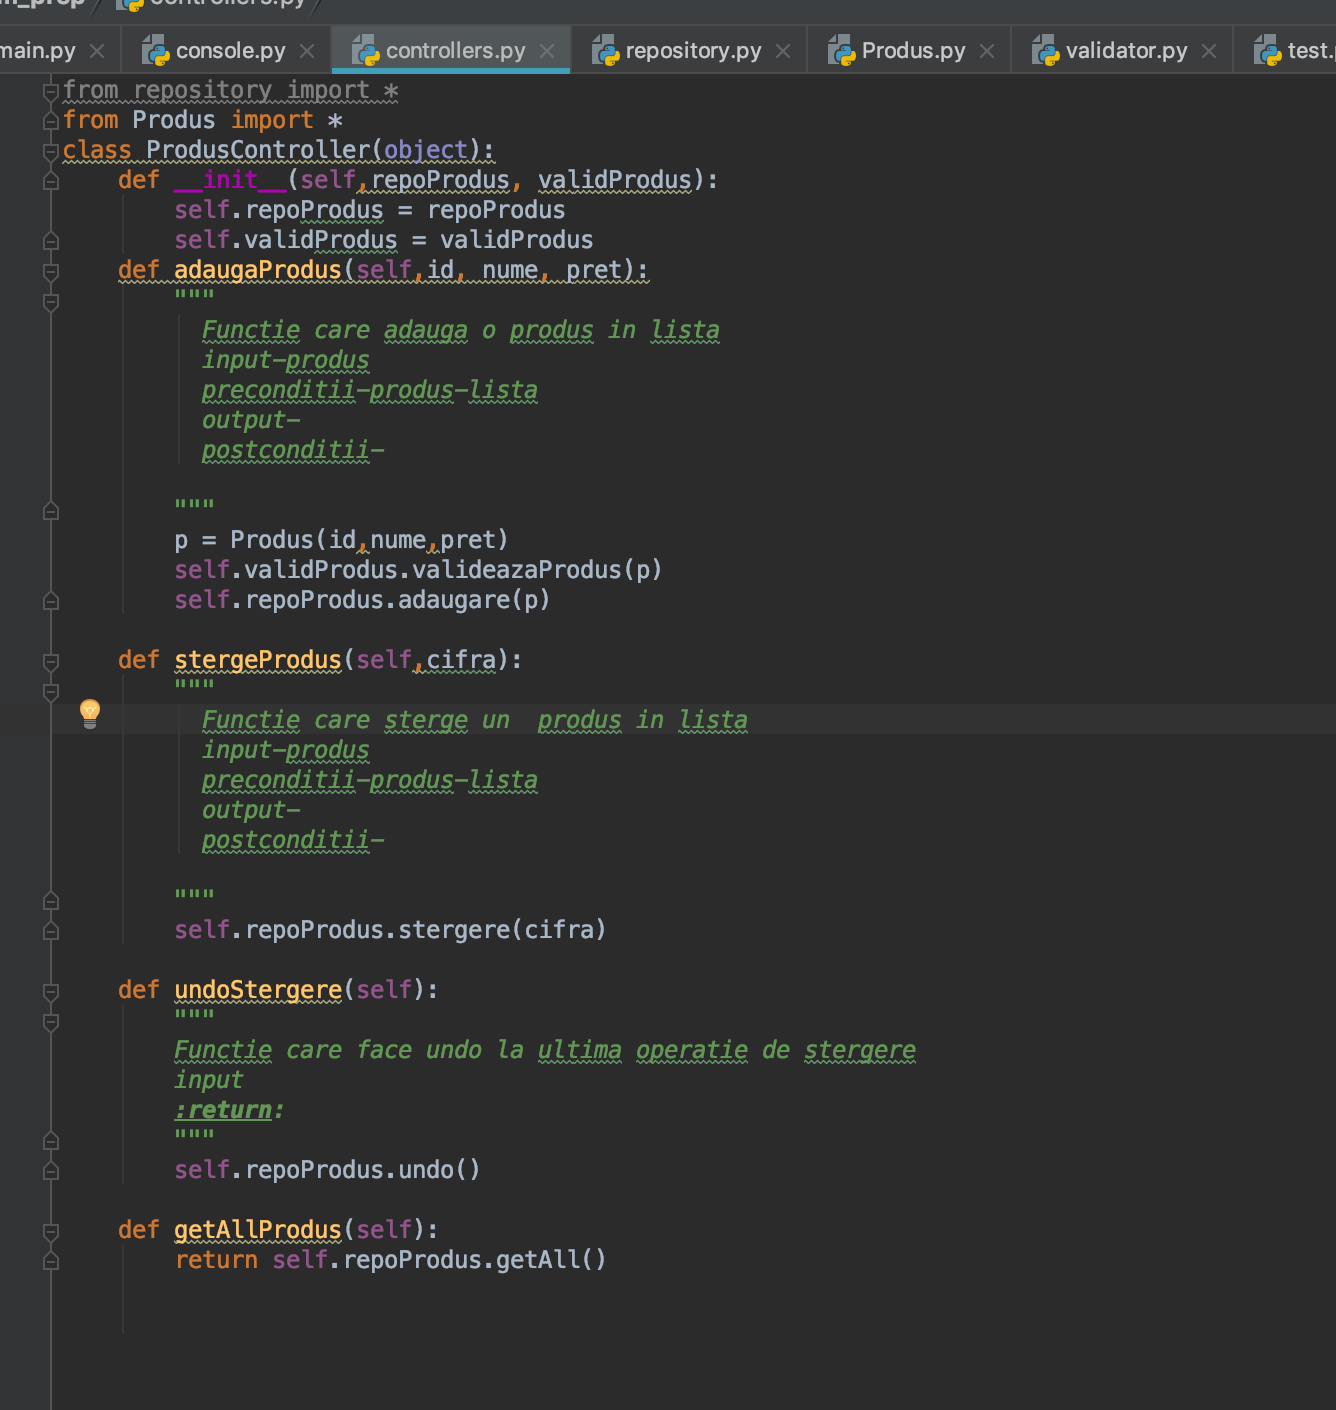 controllers.py
main.py
console.py
controllers.py
repository.py
Produs.py
validator.py
from repository import *
from Produs import *
class ProdusController(object):
    def __init__(self,repoProdus, validProdus):
        self.repoProdus = repoProdus
        self.validProdus = validProdus
    def adaugaProdus(self,id, nume, pret):
        """
          Functie care adauga o produs in lista
          input-produs
          preconditii-produs-lista
          output-
          postconditii-
        """
        p = Produs(id,nume,pret)
        self.validProdus.valideazaProdus(p)
        self.repoProdus.adaugare(p)
    def stergeProdus(self,cifra):
        """
          Functie care sterge un  produs in lista
          input-produs
          preconditii-produs-lista
          output-
          postconditii-
        """
        self.repoProdus.stergere(cifra)
    def undoStergere(self):
        """
        Functie care face undo la ultima operatie de stergere
        input
        :return:
        """
        self.repoProdus.undo()
    def getAllProdus(self):
        return self.repoProdus.getAll()